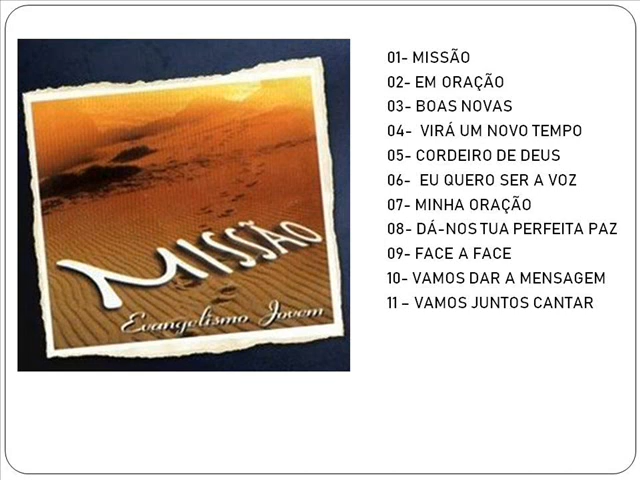 MISSÃO
Evangelismo Jovem
01- MISSÃO
02- EM ORAÇÃO
03- BOAS NOVAS
04-  VIRÁ UM NOVO TEMPO
05- CORDEIRO DE DEUS
06-  EU QUERO SER A VOZ
07- MINHA ORAÇÃO
08- DÁ-NOS TUA PERFEITA PAZ
09- FACE A FACE
10- VAMOS DAR A MENSAGEM
11 – VAMOS JUNTOS CANTAR